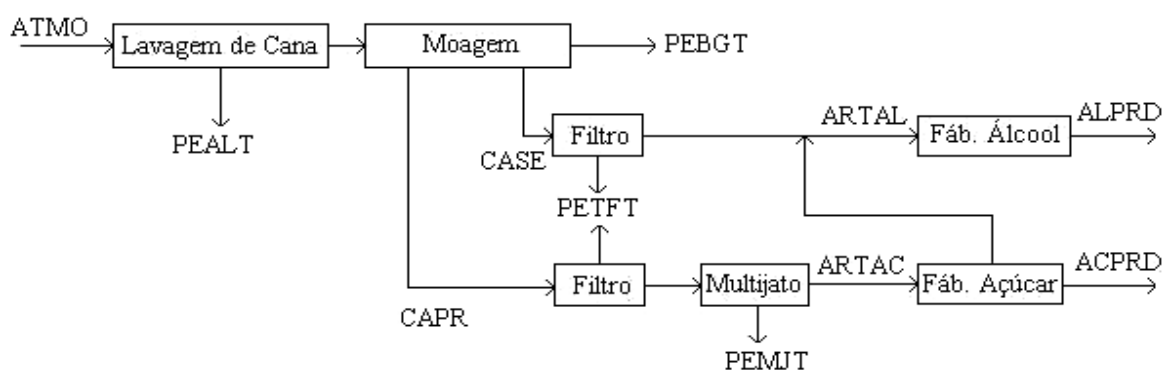 ATMO
Lavagem de Cana
Moagem
PEBGT
PEALT
CASE
Filtro
ARTAL
Fáb. Álcool
ALPRD
PETFT
CAPR
Filtro
Multijato
ARTAC
Fáb. Açúcar
ACPRD
PEMJT